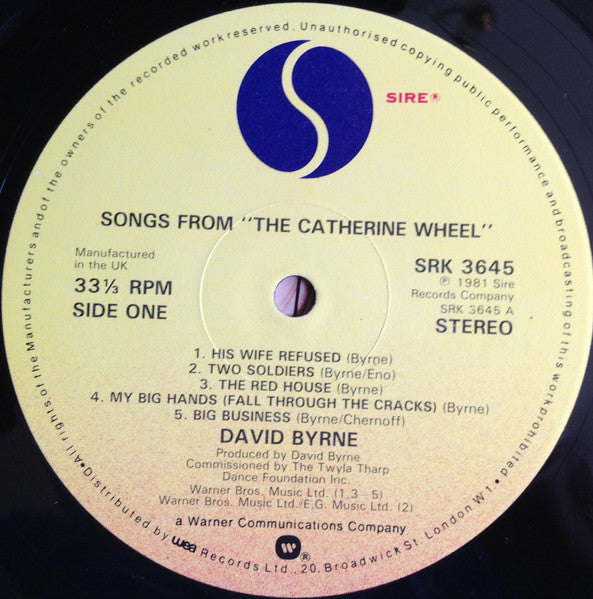 All rights of the Manufacturers and of the owners of the recorded work reserved. Unauthorised copying public performance and broadcasting of this work prohibited
SIRE®
SONGS FROM "THE CATHERINE WHEEL"
Manufactured
in the UK
33⅓ RPM
SIDE ONE
SRK 3645
℗ 1981 Sire
Records Company
SRK 3645 A
STEREO
1. HIS WIFE REFUSED (Byrne)
2. TWO SOLDIERS (Byrne/Eno)
3. THE RED HOUSE (Byrne)
4. MY BIG HANDS (FALL THROUGH THE CRACKS) (Byrne)
5. BIG BUSINESS (Byrne/Chernoff)
DAVID BYRNE
Produced by David Byrne
Commissioned by The Twyla Tharp
Dance Foundation Inc.
Warner Bros. Music Ltd. (1,3–5)
Warner Bros. Music Ltd./E.G. Music Ltd. (2)
a Warner Communications Company
®
• Distributed by wea Records Ltd., 20, Broadwick St. London W1 •